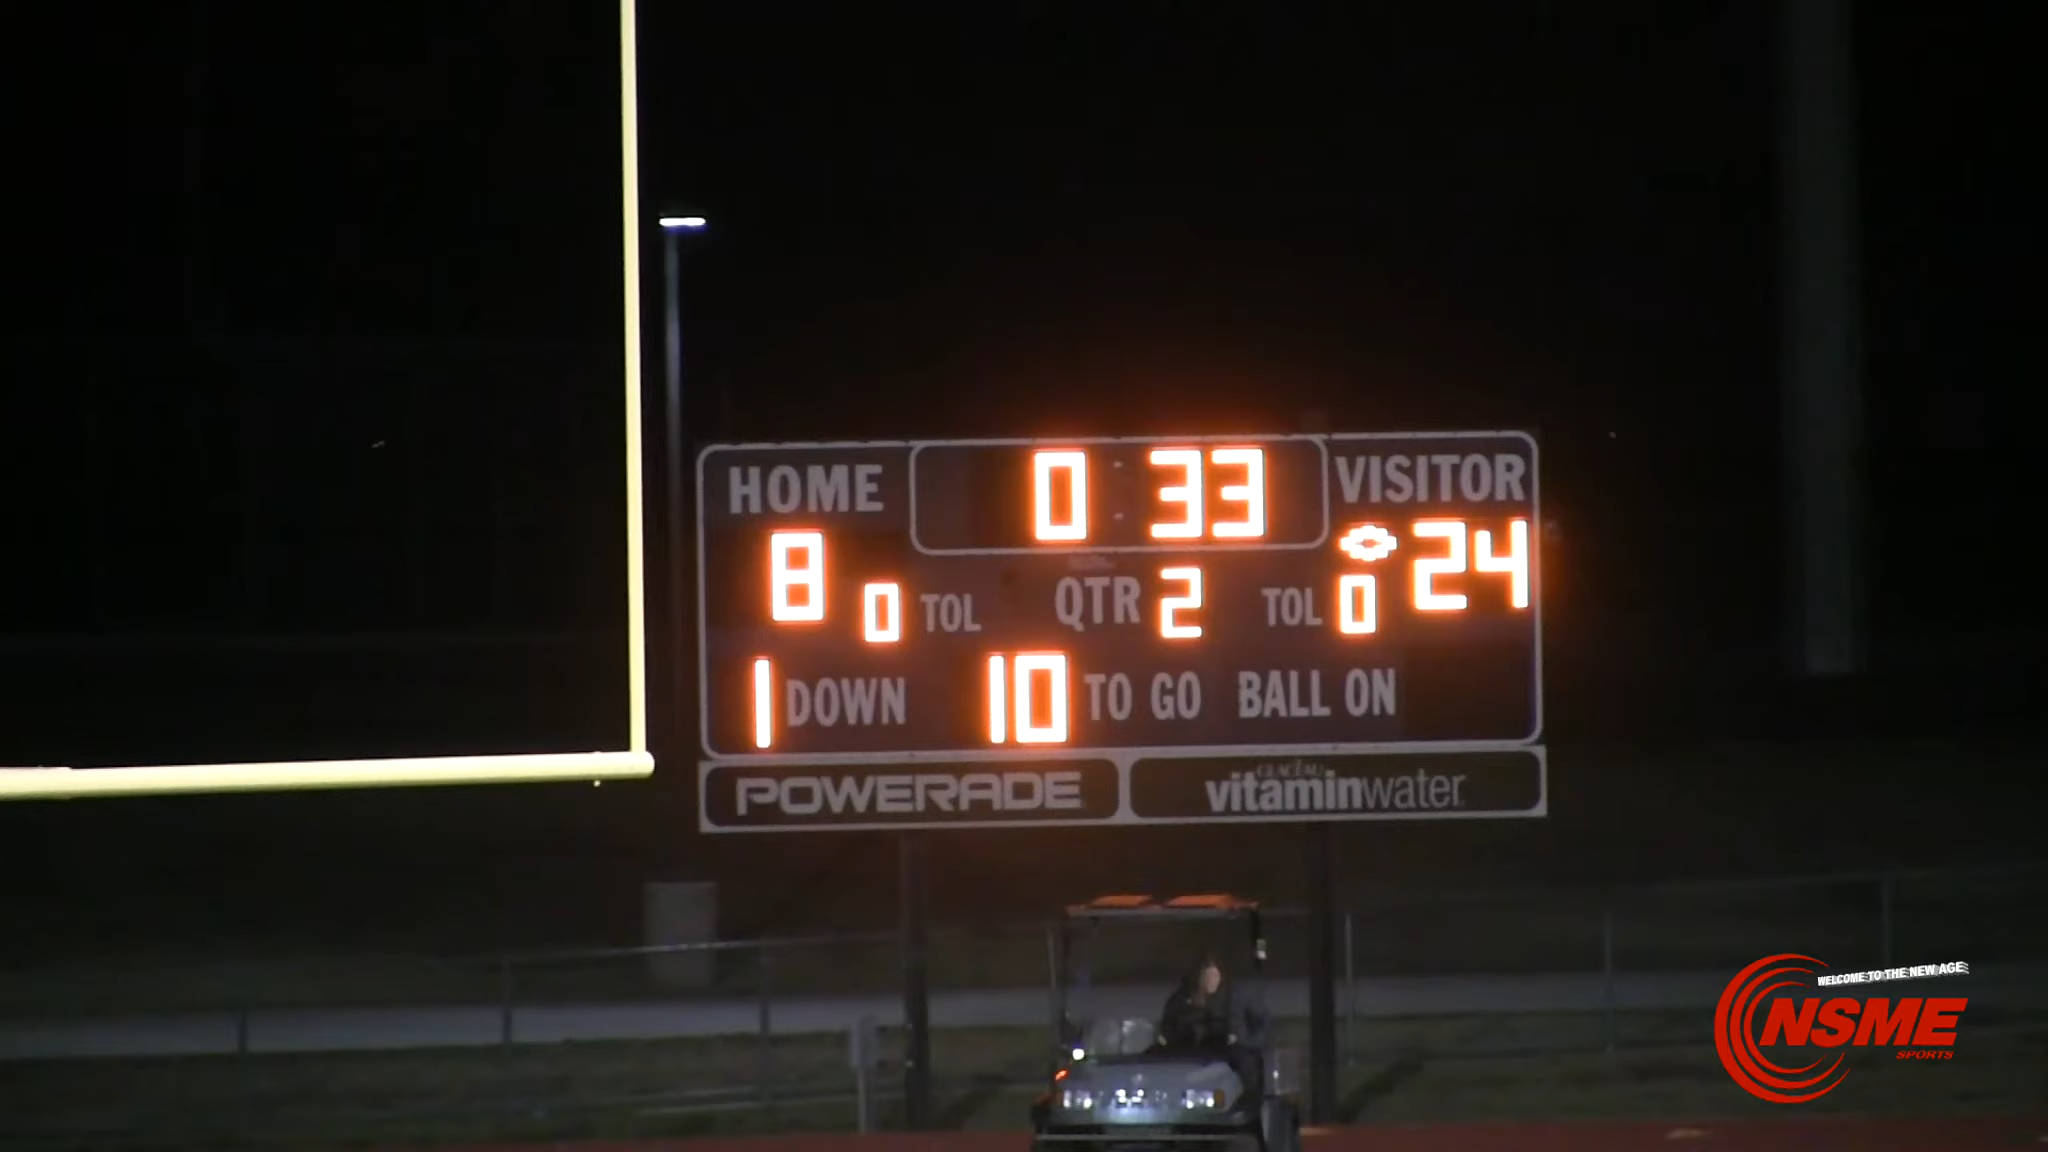 HOME 0:33 VISITOR
8 0 TOL QTR 2 TOL 0 24
1 DOWN 10 TO GO BALL ON
POWERADE GLACÉAU vitaminwater
WELCOME TO THE NEW AGE
NSME
SPORTS